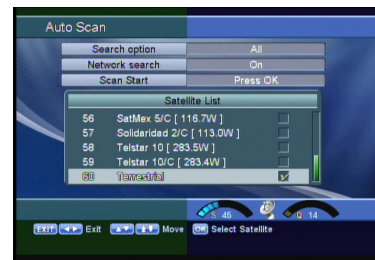 Auto Scan
Search option All
Network search On
Scan Start Press OK
Satellite List
56 SatMex 5/C [ 116.7W ]
57 Solidaridad 2/C [ 113.0W ]
58 Telstar 10 [ 283.5W ]
59 Telstar 10/C [ 283.4W ]
60 Terrestrial
S 45 Q 14
EXIT Exit Move OK Select Satellite